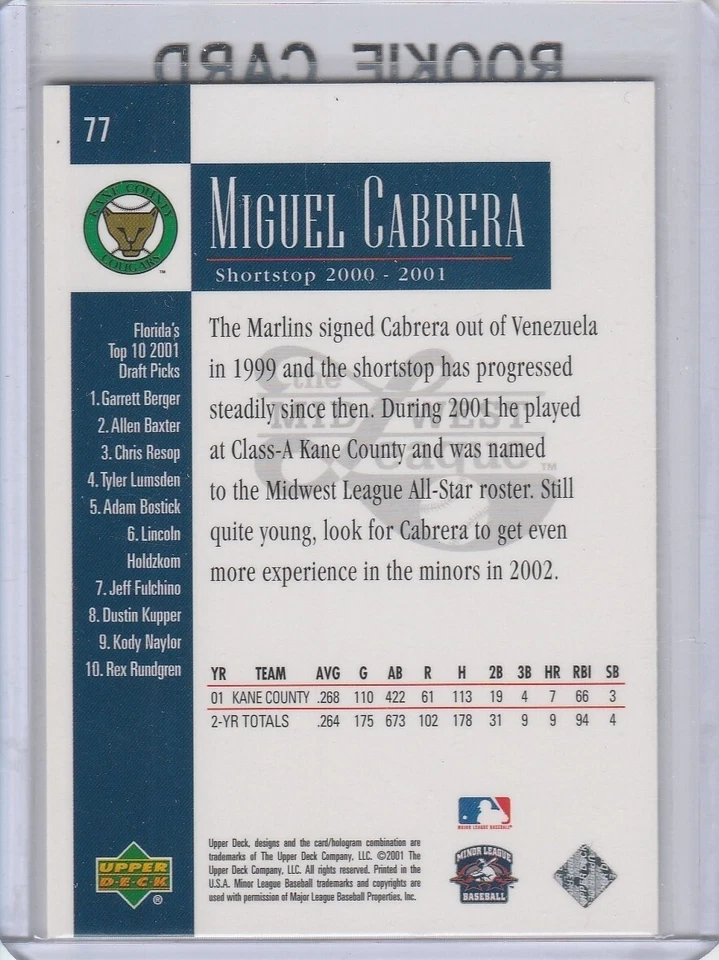 ROOKIE CARD
77
KANE COUNTY
COUGARS™
MIGUEL CABRERA
Shortstop 2000 - 2001
Florida's
Top 10 2001
Draft Picks
1. Garrett Berger
2. Allen Baxter
3. Chris Resop
4. Tyler Lumsden
5. Adam Bostick
6. Lincoln
Holdzkom
7. Jeff Fulchino
8. Dustin Kupper
9. Kody Naylor
10. Rex Rundgren
The Marlins signed Cabrera out of Venezuela
in 1999 and the shortstop has progressed
steadily since then. During 2001 he played
at Class-A Kane County and was named
to the Midwest League All-Star roster. Still
quite young, look for Cabrera to get even
more experience in the minors in 2002.
the
MIDWEST
League™
YR TEAM AVG G AB R H 2B 3B HR RBI SB
01 KANE COUNTY .268 110 422 61 113 19 4 7 66 3
2-YR TOTALS .264 175 673 102 178 31 9 9 94 4
UPPER
DECK®
Upper Deck, designs and the card/hologram combination are
trademarks of The Upper Deck Company, LLC. ©2001 The
Upper Deck Company, LLC. All rights reserved. Printed in the
U.S.A. Minor League Baseball trademarks and copyrights are
used with permission of Major League Baseball Properties, Inc.
MAJOR LEAGUE BASEBALL®
MINOR LEAGUE
BASEBALL